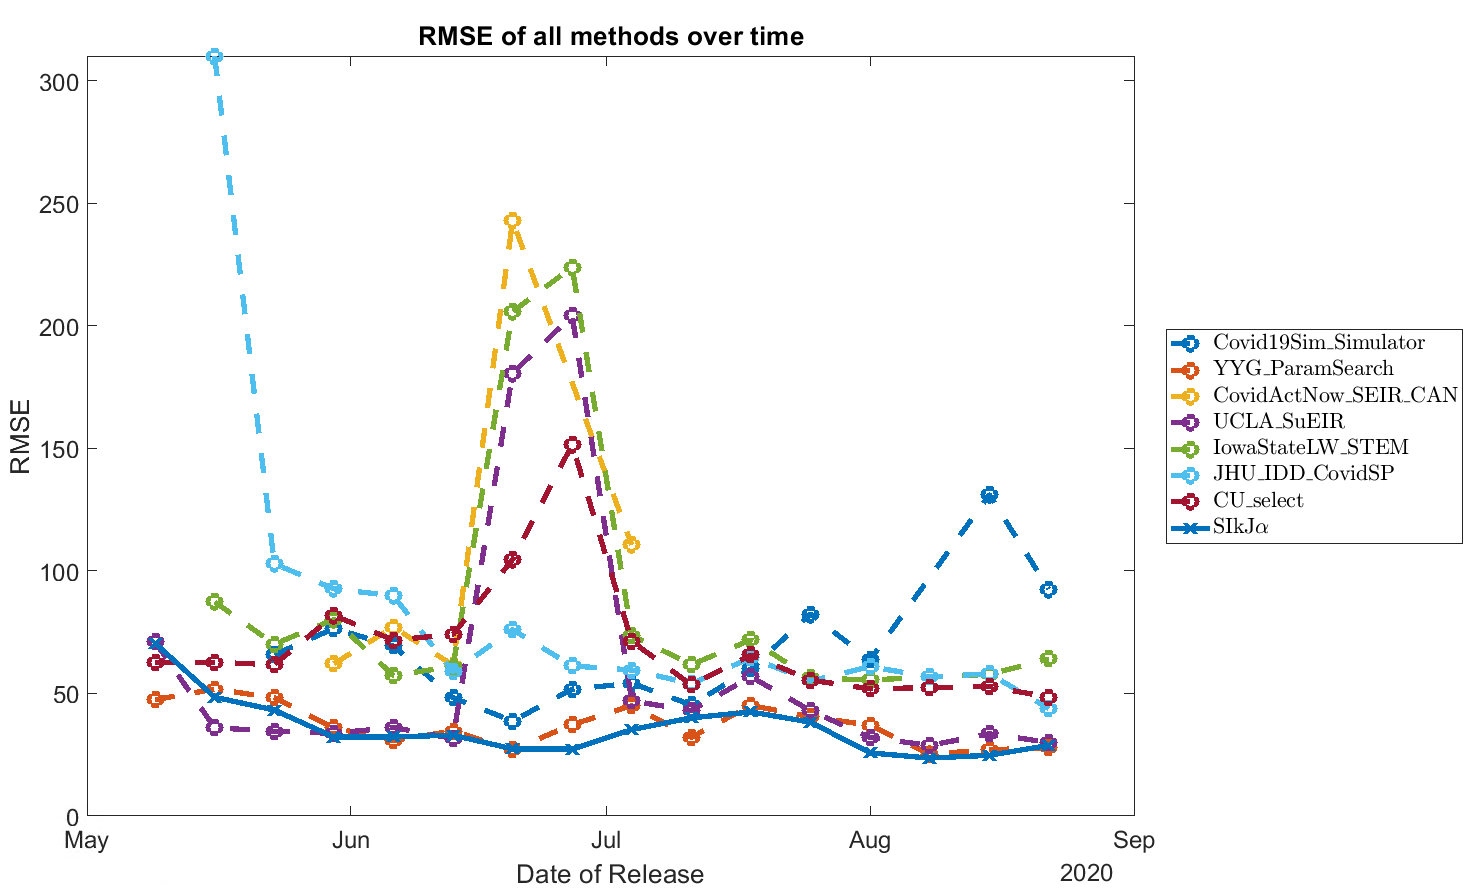 RMSE of all methods over time
300
250
200
150
100
50
0
RMSE
May
Jun
Jul
Aug
Sep
Date of Release
2020
Covid19Sim_Simulator
YYG_ParamSearch
CovidActNow_SEIR_CAN
UCLA_SuEIR
IowaStateLW_STEM
JHU_IDD_CovidSP
CU_select
SIkJα